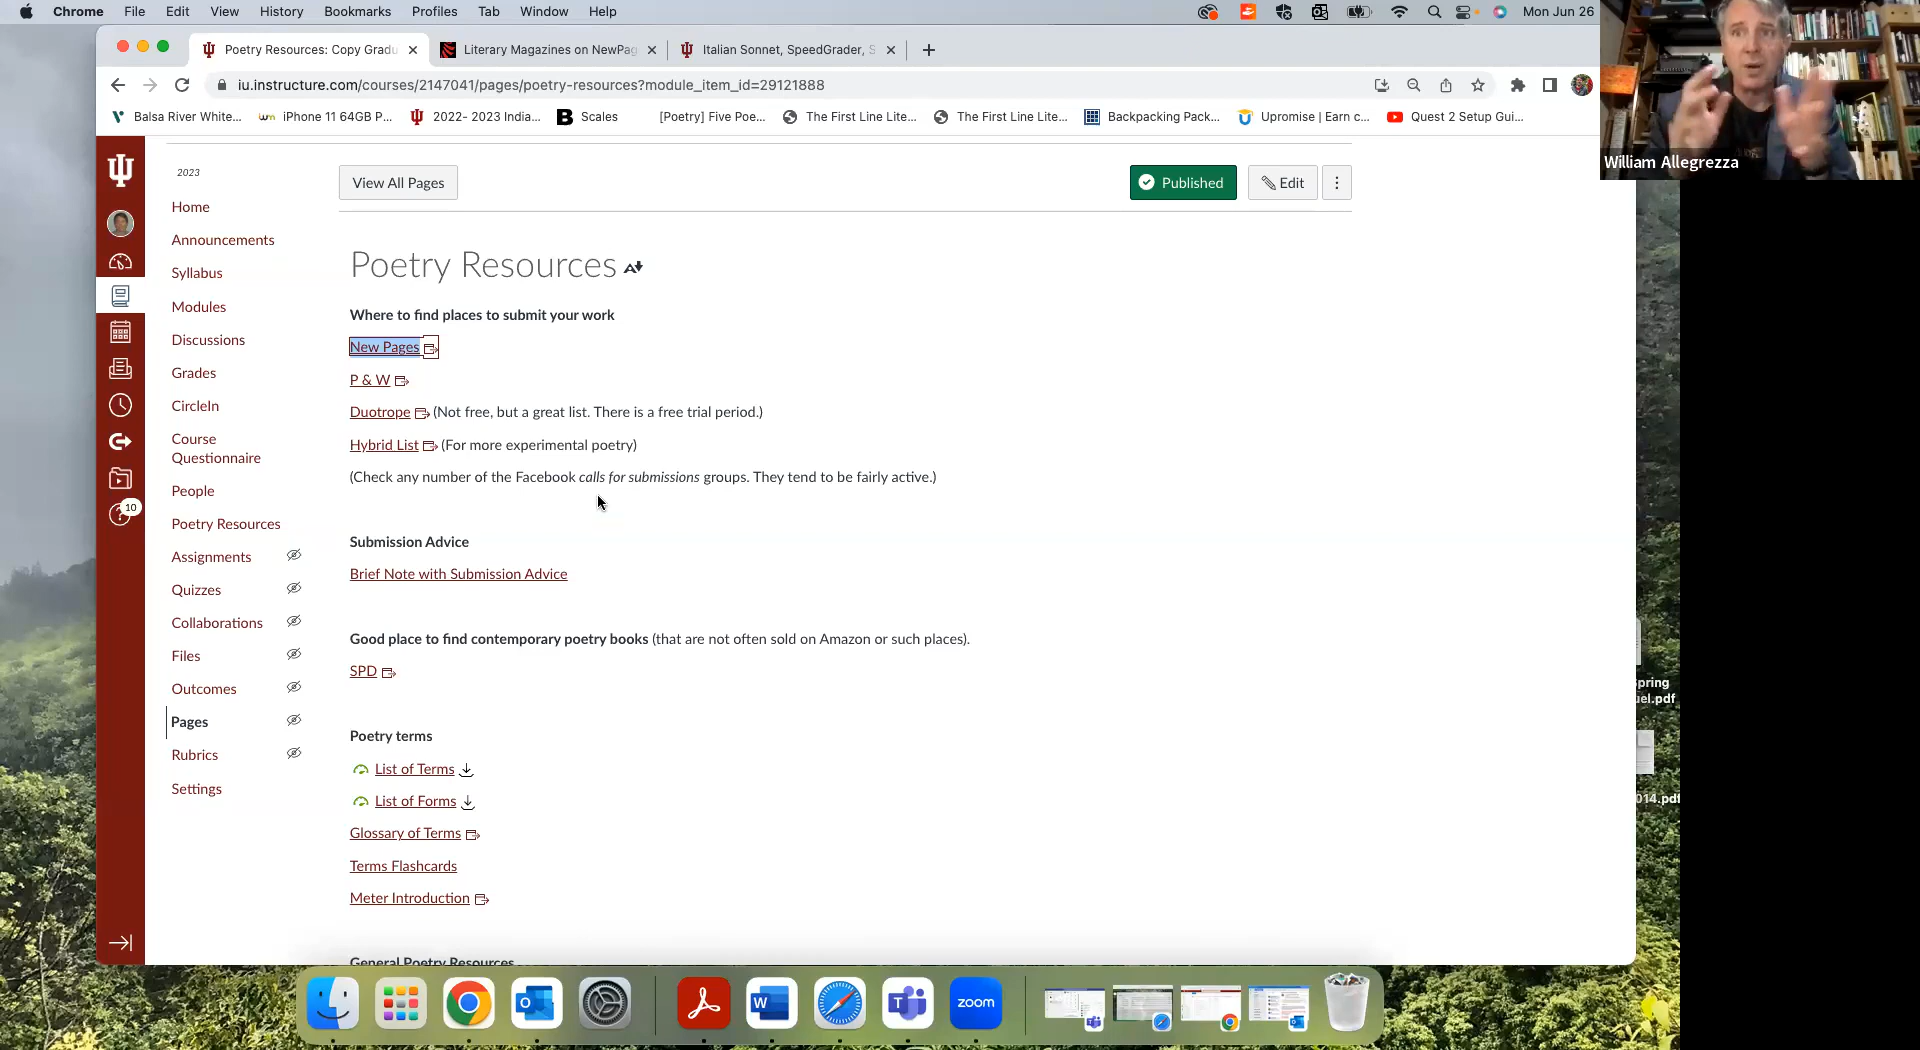 Chrome File Edit View History Bookmarks Profiles Tab Window Help Mon Jun 26
Poetry Resources: Copy Gradu
Literary Magazines on NewPag
Italian Sonnet, SpeedGrader, S
iu.instructure.com/courses/2147041/pages/poetry-resources?module_item_id=29121888
Balsa River White... iPhone 11 64GB P... 2022- 2023 India... Scales [Poetry] Five Poe... The First Line Lite... The First Line Lite... Backpacking Pack... Upromise | Earn c... Quest 2 Setup Gui...
William Allegrezza
2023
Home
Announcements
Syllabus
Modules
Discussions
Grades
CircleIn
Course
Questionnaire
People
Poetry Resources
Assignments
Quizzes
Collaborations
Files
Outcomes
Pages
Rubrics
Settings
10
View All Pages
Published
Edit
Poetry Resources
Where to find places to submit your work
New Pages
P & W
Duotrope (Not free, but a great list. There is a free trial period.)
Hybrid List (For more experimental poetry)
(Check any number of the Facebook calls for submissions groups. They tend to be fairly active.)
Submission Advice
Brief Note with Submission Advice
Good place to find contemporary poetry books (that are not often sold on Amazon or such places).
SPD
Poetry terms
List of Terms
List of Forms
Glossary of Terms
Terms Flashcards
Meter Introduction
General Poetry Resources
pring
uel.pdf
014.pdf
zoom